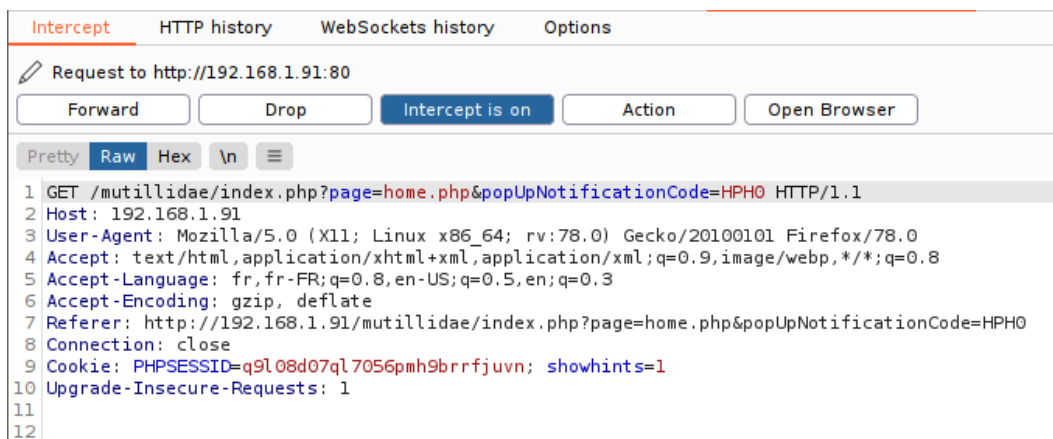 Intercept HTTP history WebSockets history Options
Request to http://192.168.1.91:80
Forward Drop Intercept is on Action Open Browser
Pretty Raw Hex \n
1 GET /mutillidae/index.php?page=home.php&popUpNotificationCode=HPH0 HTTP/1.1
2 Host: 192.168.1.91
3 User-Agent: Mozilla/5.0 (X11; Linux x86_64; rv:78.0) Gecko/20100101 Firefox/78.0
4 Accept: text/html,application/xhtml+xml,application/xml;q=0.9,image/webp,*/*;q=0.8
5 Accept-Language: fr,fr-FR;q=0.8,en-US;q=0.5,en;q=0.3
6 Accept-Encoding: gzip, deflate
7 Referer: http://192.168.1.91/mutillidae/index.php?page=home.php&popUpNotificationCode=HPH0
8 Connection: close
9 Cookie: PHPSESSID=q9l08d07ql7056pmh9brrfjuvn; showhints=1
10 Upgrade-Insecure-Requests: 1
11
12